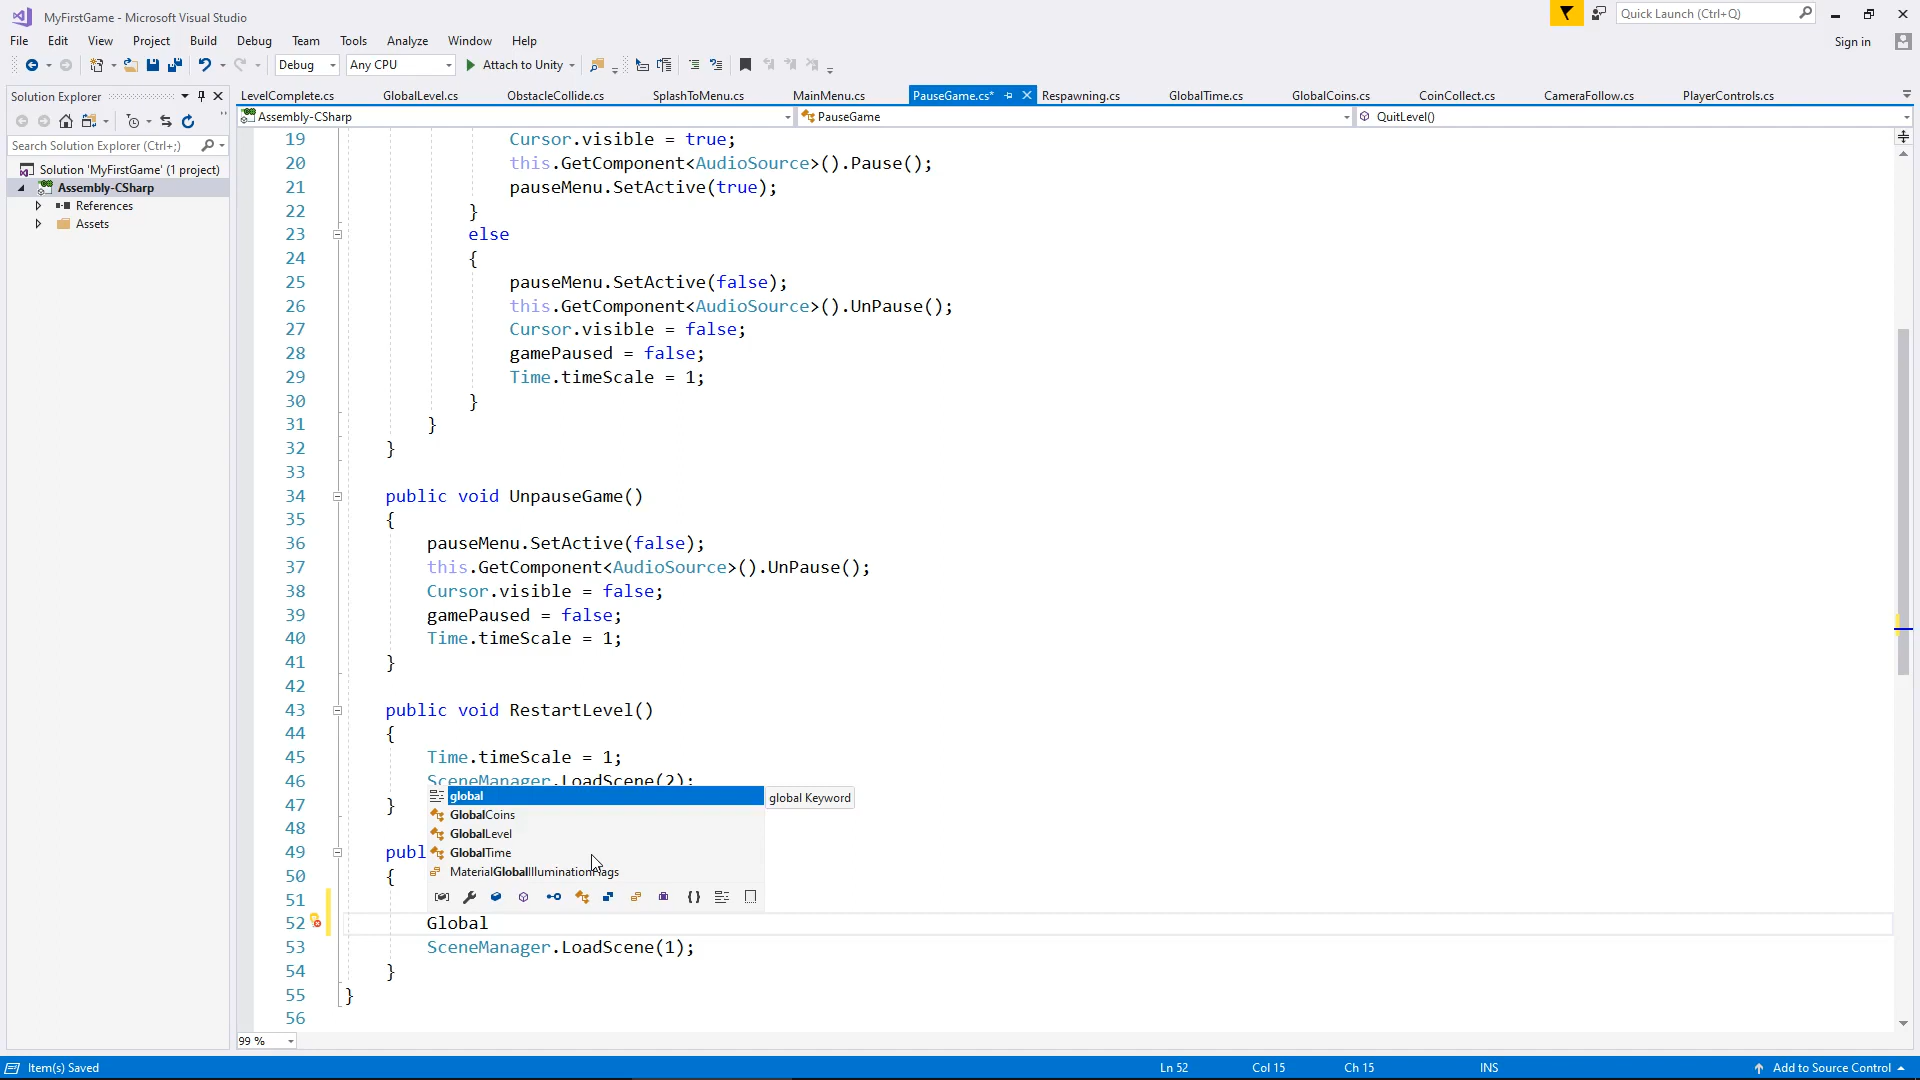 MyFirstGame - Microsoft Visual Studio
Quick Launch (Ctrl+Q)
File Edit View Project Build Debug Team Tools Analyze Window Help
Sign in
Debug Any CPU Attach to Unity
Solution Explorer
LevelComplete.cs GlobalLevel.cs ObstacleCollide.cs SplashToMenu.cs MainMenu.cs PauseGame.cs* Respawning.cs GlobalTime.cs GlobalCoins.cs CoinCollect.cs CameraFollow.cs PlayerControls.cs
Assembly-CSharp PauseGame QuitLevel()
Search Solution Explorer (Ctrl+;)
Solution 'MyFirstGame' (1 project)
Assembly-CSharp
References
Assets
19 Cursor.visible = true;
20 this.GetComponent<AudioSource>().Pause();
21 pauseMenu.SetActive(true);
22 }
23 else
24 {
25 pauseMenu.SetActive(false);
26 this.GetComponent<AudioSource>().UnPause();
27 Cursor.visible = false;
28 gamePaused = false;
29 Time.timeScale = 1;
30 }
31 }
32 }
33
34 public void UnpauseGame()
35 {
36 pauseMenu.SetActive(false);
37 this.GetComponent<AudioSource>().UnPause();
38 Cursor.visible = false;
39 gamePaused = false;
40 Time.timeScale = 1;
41 }
42
43 public void RestartLevel()
44 {
45 Time.timeScale = 1;
46 SceneManager.LoadScene(2);
global global Keyword
47 }
GlobalCoins
48
GlobalLevel
49 publ
GlobalTime
50 {
51
52 Global
53 SceneManager.LoadScene(1);
54 }
55 }
56
99 %
Item(s) Saved Ln 52 Col 15 Ch 15 INS Add to Source Control